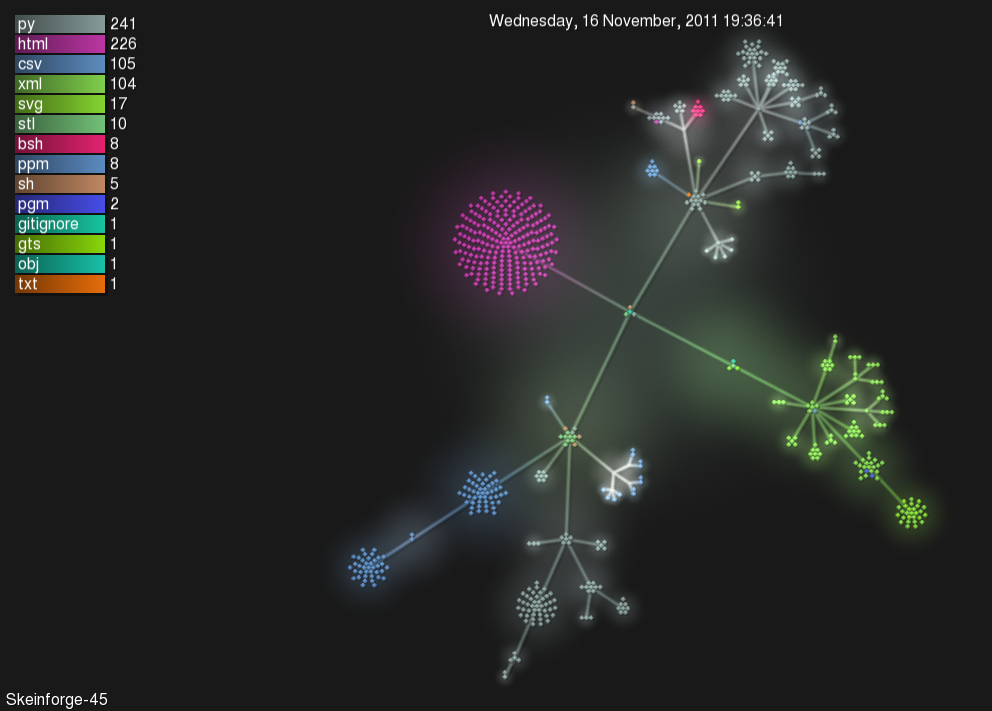 Wednesday, 16 November, 2011 19:36:41
py 241
html 226
csv 105
xml 104
svg 17
stl 10
bsh 8
ppm 8
sh 5
pgm 2
gitignore 1
gts 1
obj 1
txt 1
Skeinforge-45